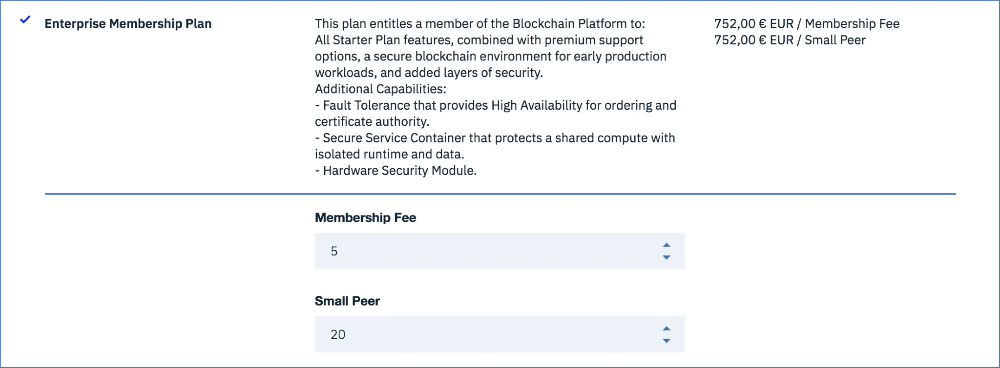 Enterprise Membership Plan
This plan entitles a member of the Blockchain Platform to:
All Starter Plan features, combined with premium support
options, a secure blockchain environment for early production
workloads, and added layers of security.
Additional Capabilities:
- Fault Tolerance that provides High Availability for ordering and
certificate authority.
- Secure Service Container that protects a shared compute with
isolated runtime and data.
- Hardware Security Module.
752,00 € EUR / Membership Fee
752,00 € EUR / Small Peer
Membership Fee
5
Small Peer
20